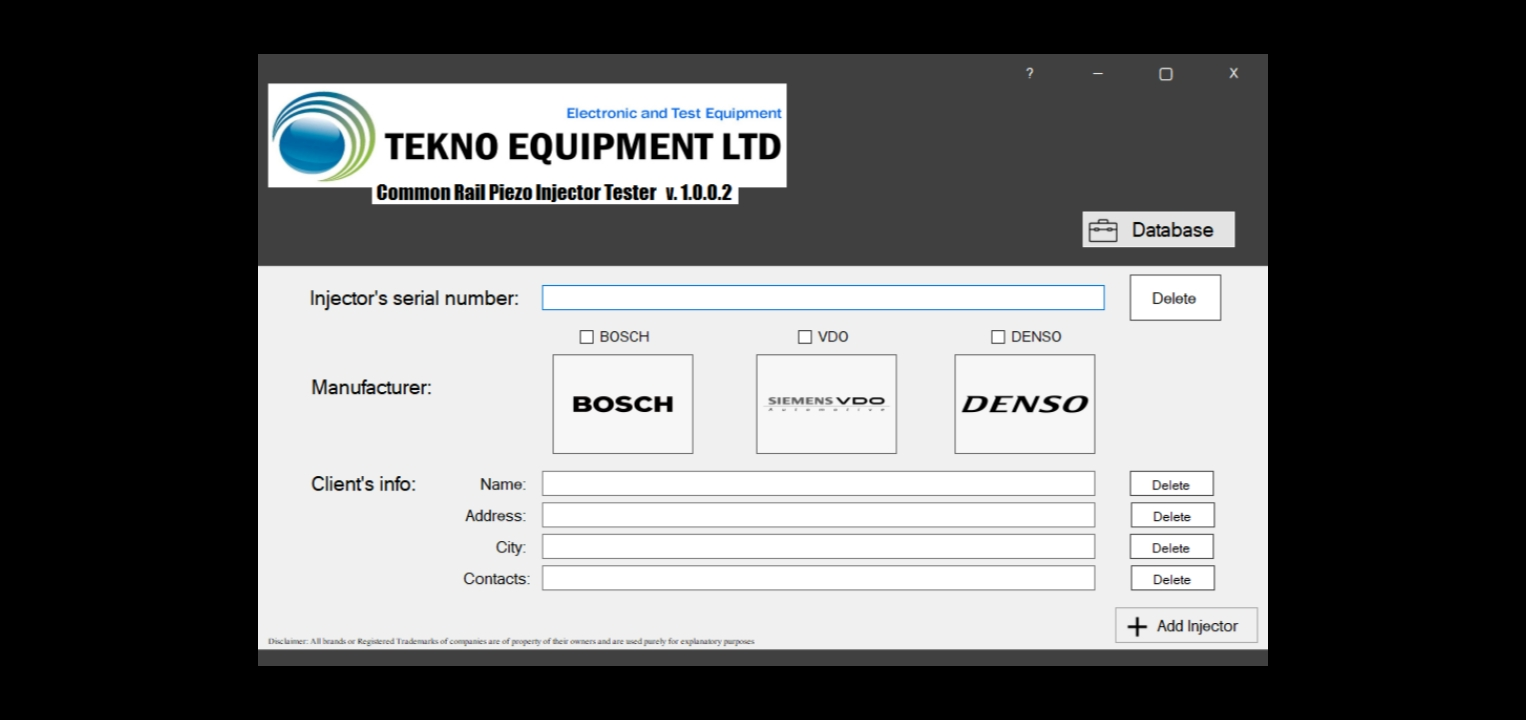 ? – ▢ X
Electronic and Test Equipment
TEKNO EQUIPMENT LTD
Common Rail Piezo Injector Tester v. 1.0.0.2
Database
Injector's serial number: Delete
BOSCH VDO DENSO
Manufacturer: BOSCH SIEMENS VDO DENSO
Automotive
Client's info: Name: Delete
Address: Delete
City: Delete
Contacts: Delete
+ Add Injector
Disclaimer: All brands or Registered Trademarks of companies are of property of their owners and are used purely for explanatory purposes